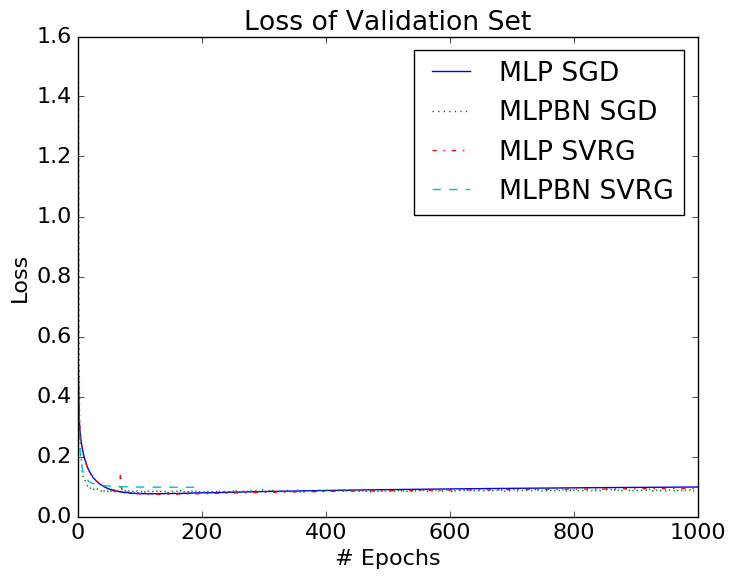 Loss of Validation Set
1.6
1.4
1.2
1.0
0.8
0.6
0.4
0.2
0.0
Loss
MLP SGD
MLPBN SGD
MLP SVRG
MLPBN SVRG
0 200 400 600 800 1000
# Epochs